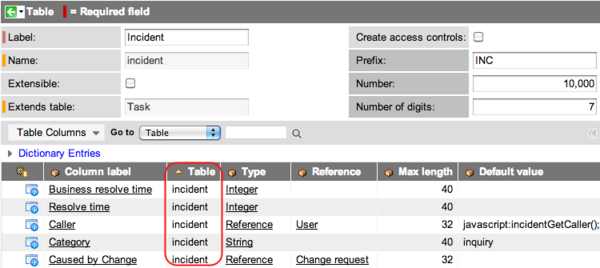 Table = Required field
Label: Incident Create access controls:
Name: incident Prefix: INC
Extensible: Number: 10,000
Extends table: Task Number of digits: 7
Table Columns Go to Table
Dictionary Entries
Column label Table Type Reference Max length Default value
Business resolve time incident Integer 40
Resolve time incident Integer 40
Caller incident Reference User 32 javascript:incidentGetCaller();
Category incident String 40 inquiry
Caused by Change incident Reference Change request 32